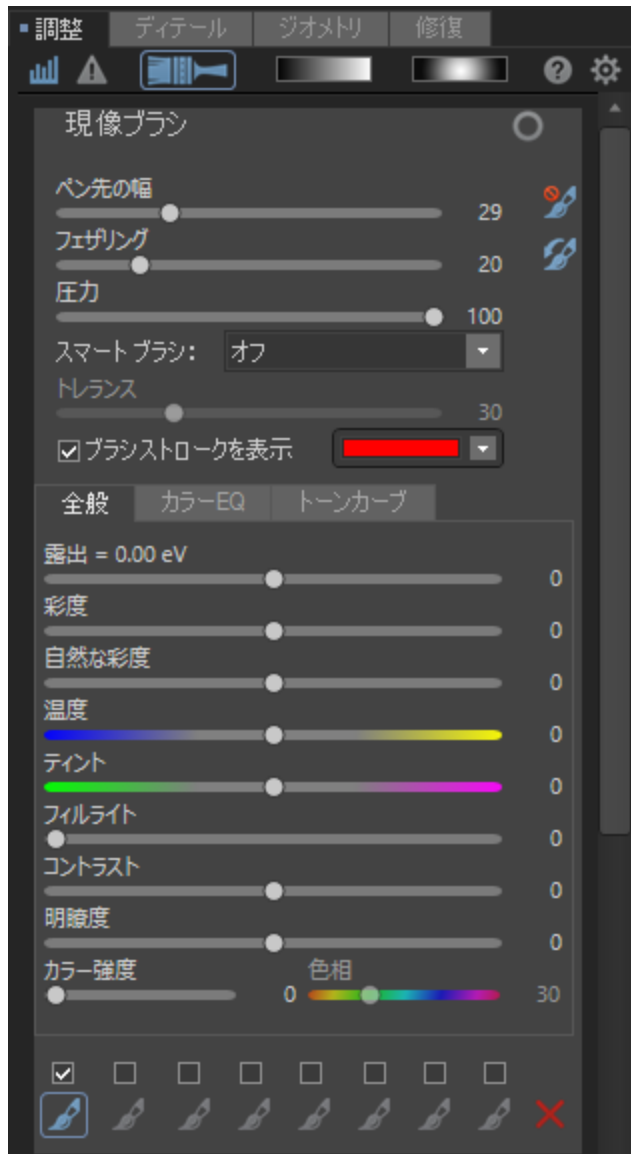 調整 ディテール ジオメトリ 修復
現像ブラシ
ペン先の幅
29
フェザリング
20
圧力
100
スマート ブラシ: オフ
トレランス
30
ブラシストロークを表示
全般 カラーEQ トーンカーブ
露出 = 0.00 eV
0
彩度
0
自然な彩度
0
温度
0
ティント
0
フィルライト
0
コントラスト
0
明瞭度
0
カラー強度 色相
0 30